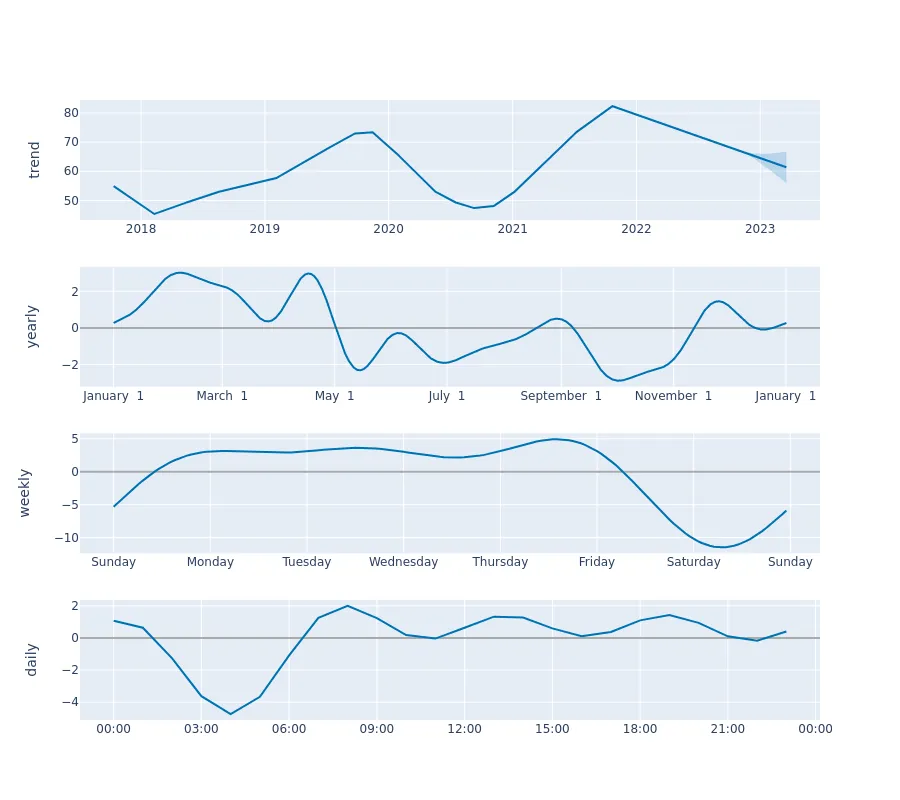 80
70
60
50
trend
2018 2019 2020 2021 2022 2023
2
0
−2
yearly
January 1 March 1 May 1 July 1 September 1 November 1 January 1
5
0
−5
−10
weekly
Sunday Monday Tuesday Wednesday Thursday Friday Saturday Sunday
2
0
−2
−4
daily
00:00 03:00 06:00 09:00 12:00 15:00 18:00 21:00 00:00